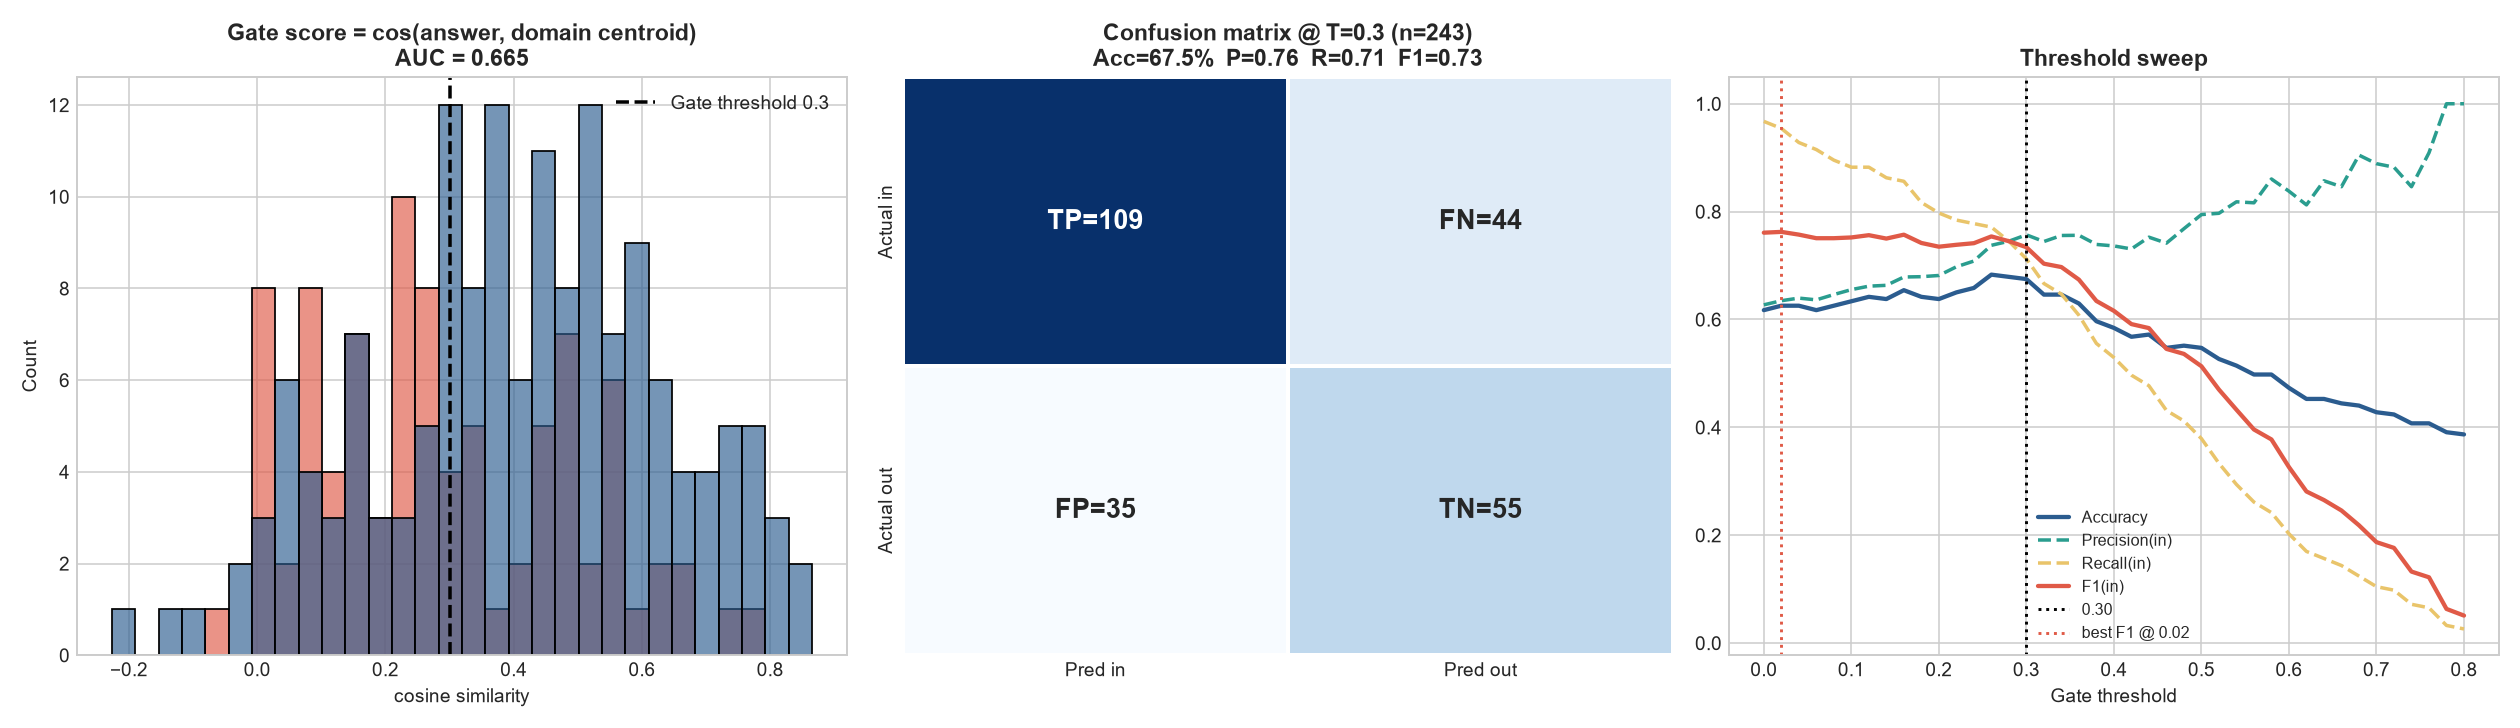 Gate score = cos(answer, domain centroid)
AUC = 0.665
Gate threshold 0.3
Count
12
10
8
6
4
2
0
−0.2
0.0
0.2
0.4
0.6
0.8
cosine similarity
Confusion matrix @ T=0.3 (n=243)
Acc=67.5% P=0.76 R=0.71 F1=0.73
Actual in
Actual out
TP=109
FN=44
FP=35
TN=55
Pred in
Pred out
Threshold sweep
1.0
0.8
0.6
0.4
0.2
0.0
Accuracy
Precision(in)
Recall(in)
F1(in)
0.30
best F1 @ 0.02
0.0
0.1
0.2
0.3
0.4
0.5
0.6
0.7
0.8
Gate threshold